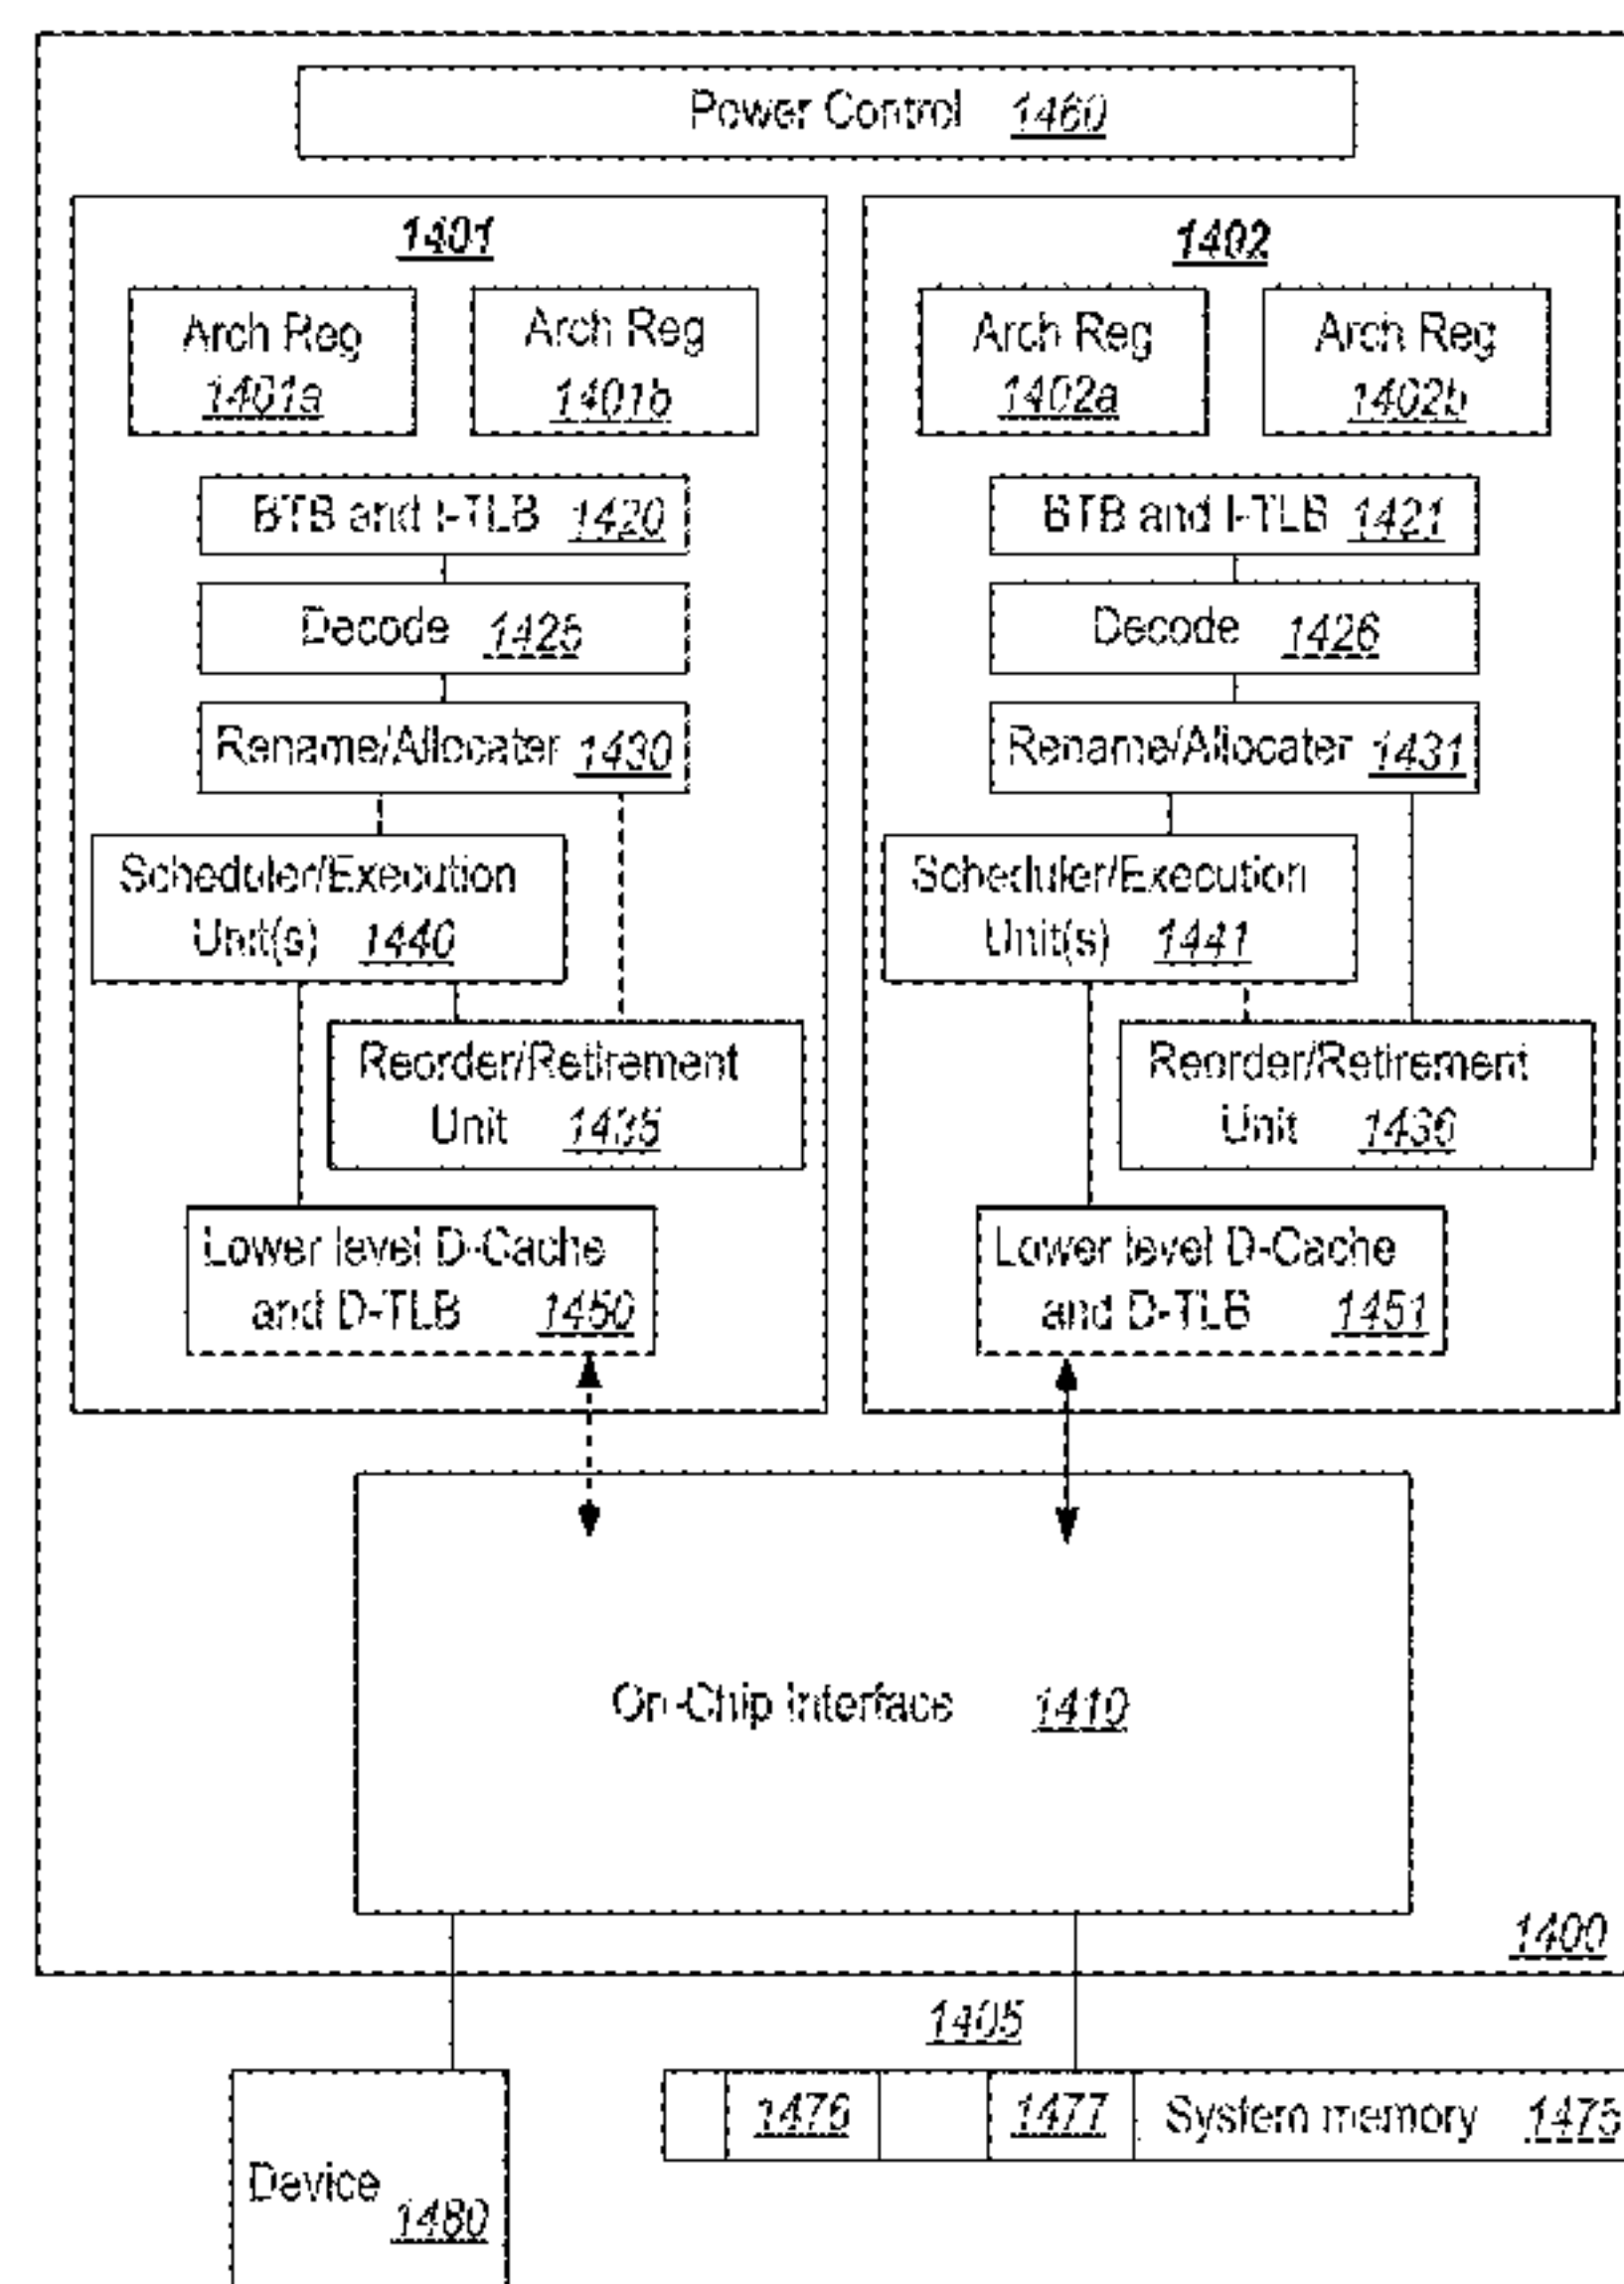 Power Control 1460
1401
Arch Reg
1401a
Arch Reg
1401b
BTB and I-TLB 1420
Decode 1425
Rename/Allocater 1430
Scheduler/Execution
Unit(s) 1440
Reorder/Retirement
Unit 1435
Lower level D-Cache
and D-TLB 1450
1402
Arch Reg
1402a
Arch Reg
1402b
BTB and I-TLB 1421
Decode 1426
Rename/Allocater 1431
Scheduler/Execution
Unit(s) 1441
Reorder/Retirement
Unit 1436
Lower level D-Cache
and D-TLB 1451
On-Chip Interface 1410
1400
1405
1476
1477
System memory 1475
Device
1480